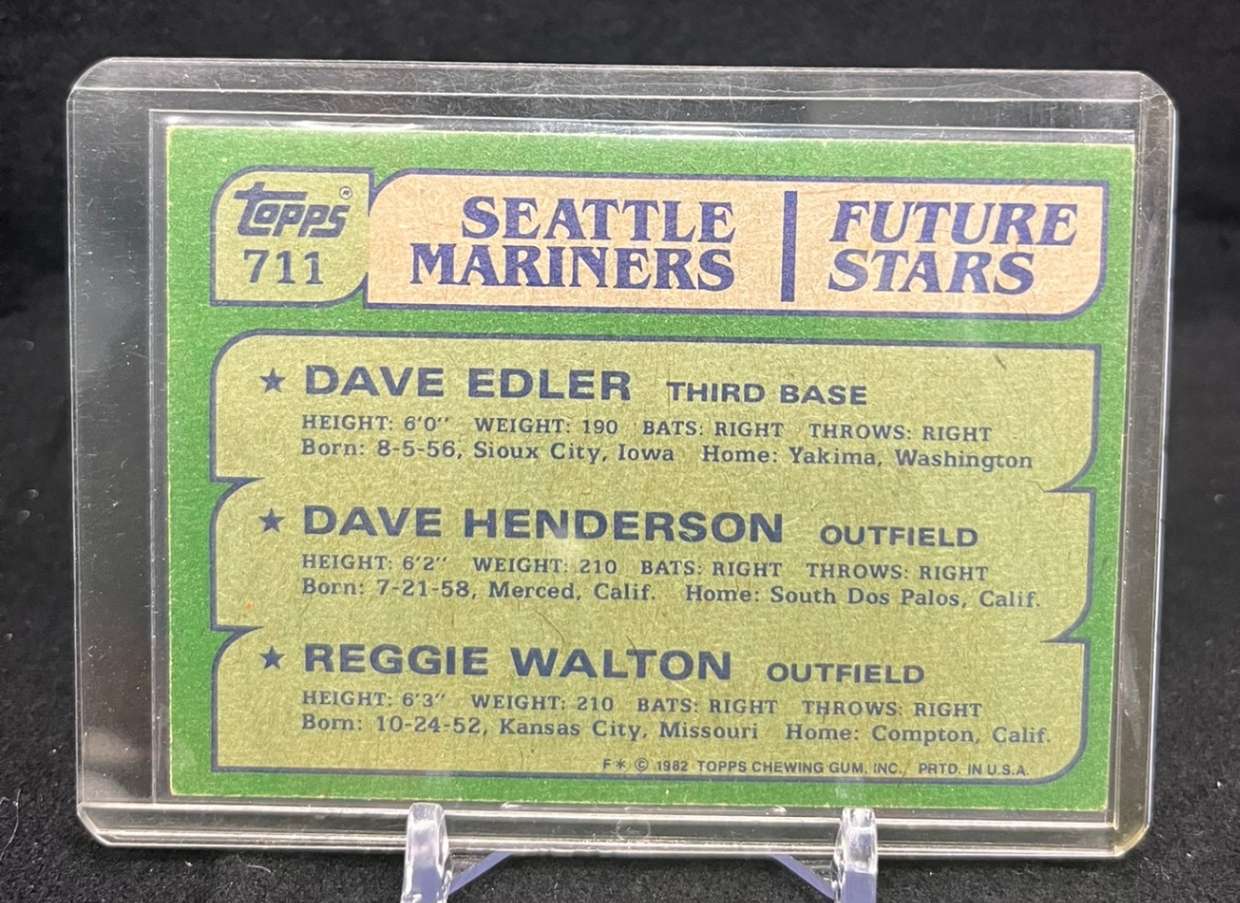 topps®
711
SEATTLE
MARINERS
FUTURE
STARS
★ DAVE EDLER THIRD BASE
HEIGHT: 6'0" WEIGHT: 190 BATS: RIGHT THROWS: RIGHT
Born: 8-5-56, Sioux City, Iowa Home: Yakima, Washington
★ DAVE HENDERSON OUTFIELD
HEIGHT: 6'2" WEIGHT: 210 BATS: RIGHT THROWS: RIGHT
Born: 7-21-58, Merced, Calif. Home: South Dos Palos, Calif.
★ REGGIE WALTON OUTFIELD
HEIGHT: 6'3" WEIGHT: 210 BATS: RIGHT THROWS: RIGHT
Born: 10-24-52, Kansas City, Missouri Home: Compton, Calif.
F* © 1982 TOPPS CHEWING GUM, INC. PRTD. IN U.S.A.